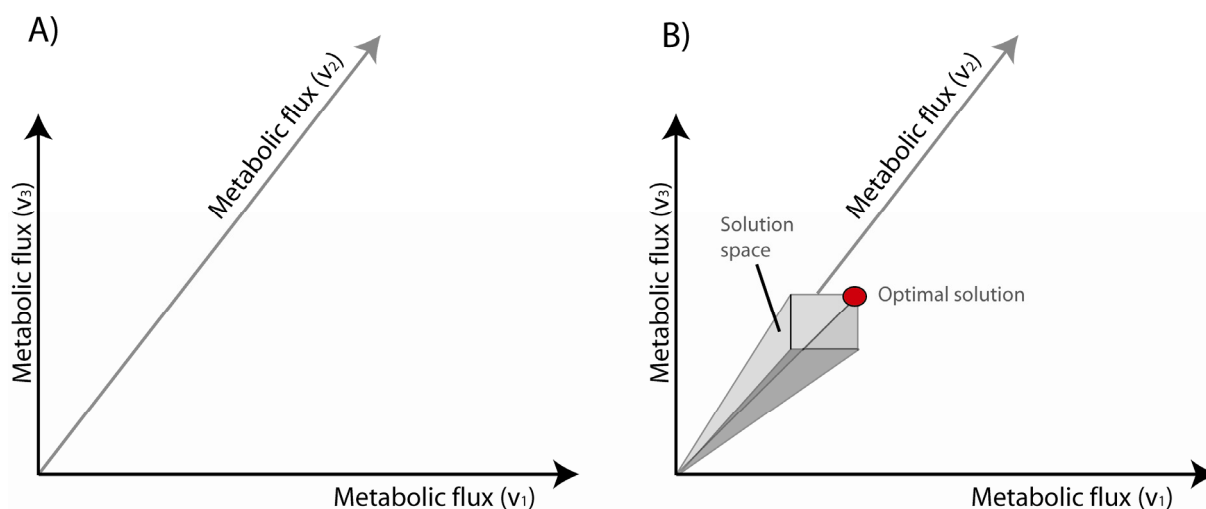 A)
Metabolic flux (v2)
Metabolic flux (v3)
Metabolic flux (v1)
B)
Metabolic flux (v2)
Metabolic flux (v3)
Solution
space
Optimal solution
Metabolic flux (v1)